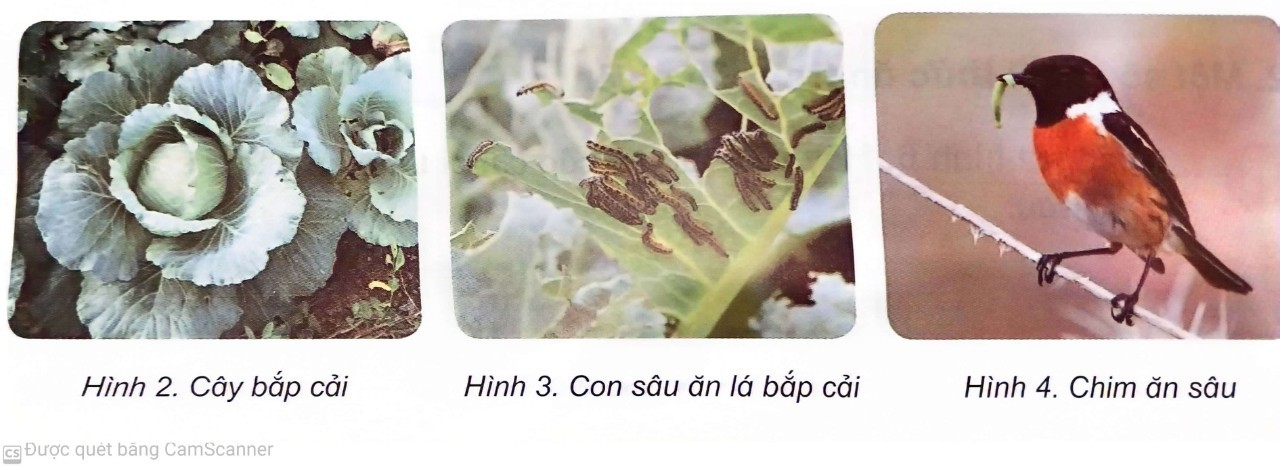 Hình 2. Cây bắp cải
Hình 3. Con sâu ăn lá bắp cải
Hình 4. Chim ăn sâu
CS Được quét bằng CamScanner